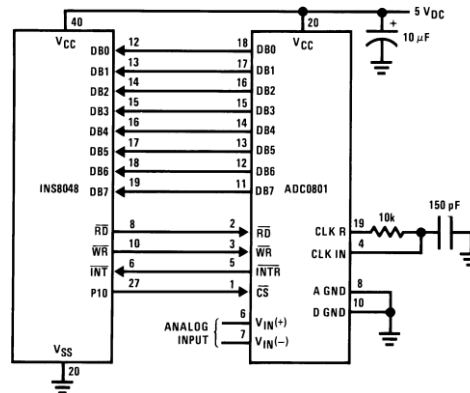 40 20 5 V DC
V CC V CC + 10 μF
DB0 12 18 DB0
DB1 13 17 DB1
DB2 14 16 DB2
DB3 15 15 DB3
DB4 16 14 DB4
DB5 17 13 DB5
DB6 18 12 DB6
INS8048 ADC0801
DB7 19 11 DB7
150 pF
RD 8 2 RD CLK R 19 10k
WR 10 3 WR CLK IN 4
INT 6 5 INTR
P10 27 1 CS A GND 8
D GND 10
ANALOG INPUT 6 VIN(+)
7 VIN(−)
VSS
20